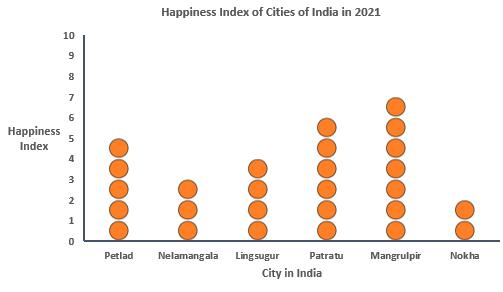 Happiness Index of Cities of India in 2021
10
9
8
7
6
5
4
3
2
1
0
Happiness
Index
Petlad Nelamangala Lingsugur Patratu Mangrulpir Nokha
City in India